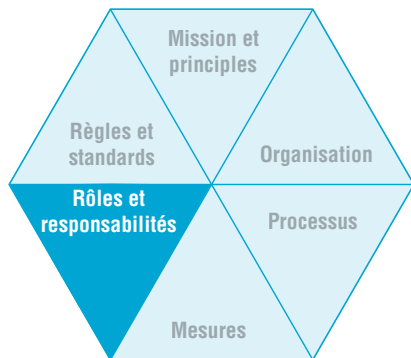 Mission et
principles
Règles et
standards
Organisation
Rôles et
responsabilités
Processus
Mesures